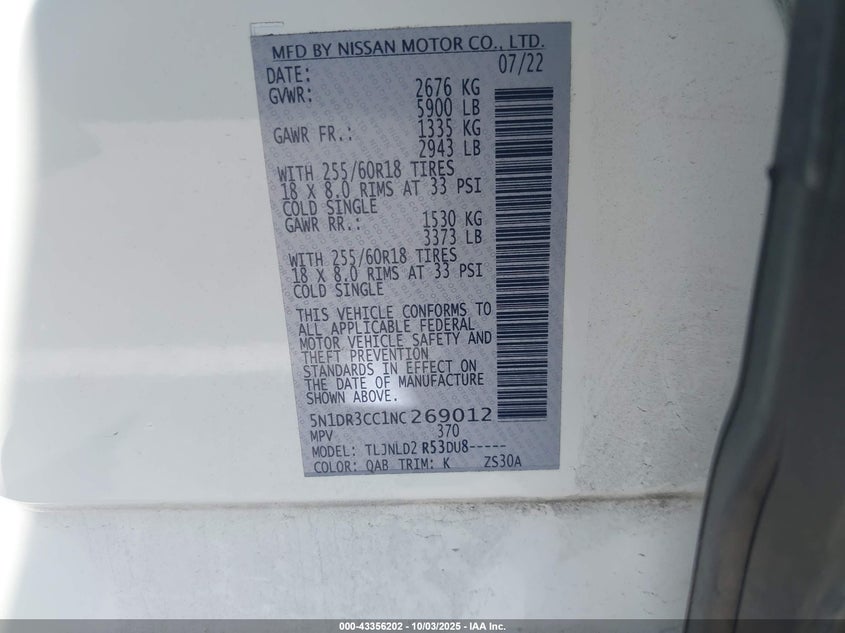 MFD BY NISSAN MOTOR CO., LTD.
DATE: 07/22
GVWR: 2676 KG
5900 LB
GAWR FR.: 1335 KG
2943 LB
WITH 255/60R18 TIRES
18 X 8.0 RIMS AT 33 PSI
COLD SINGLE
GAWR RR.: 1530 KG
3373 LB
WITH 255/60R18 TIRES
18 X 8.0 RIMS AT 33 PSI
COLD SINGLE
THIS VEHICLE CONFORMS TO
ALL APPLICABLE FEDERAL
MOTOR VEHICLE SAFETY AND
THEFT PREVENTION
STANDARDS IN EFFECT ON
THE DATE OF MANUFACTURE
SHOWN ABOVE.
5N1DR3CC1NC269012
MPV 370
MODEL: TLJNLD2 R53DU8-----
COLOR: QAB TRIM: K ZS30A
000-43356202 - 10/03/2025 - IAA Inc.